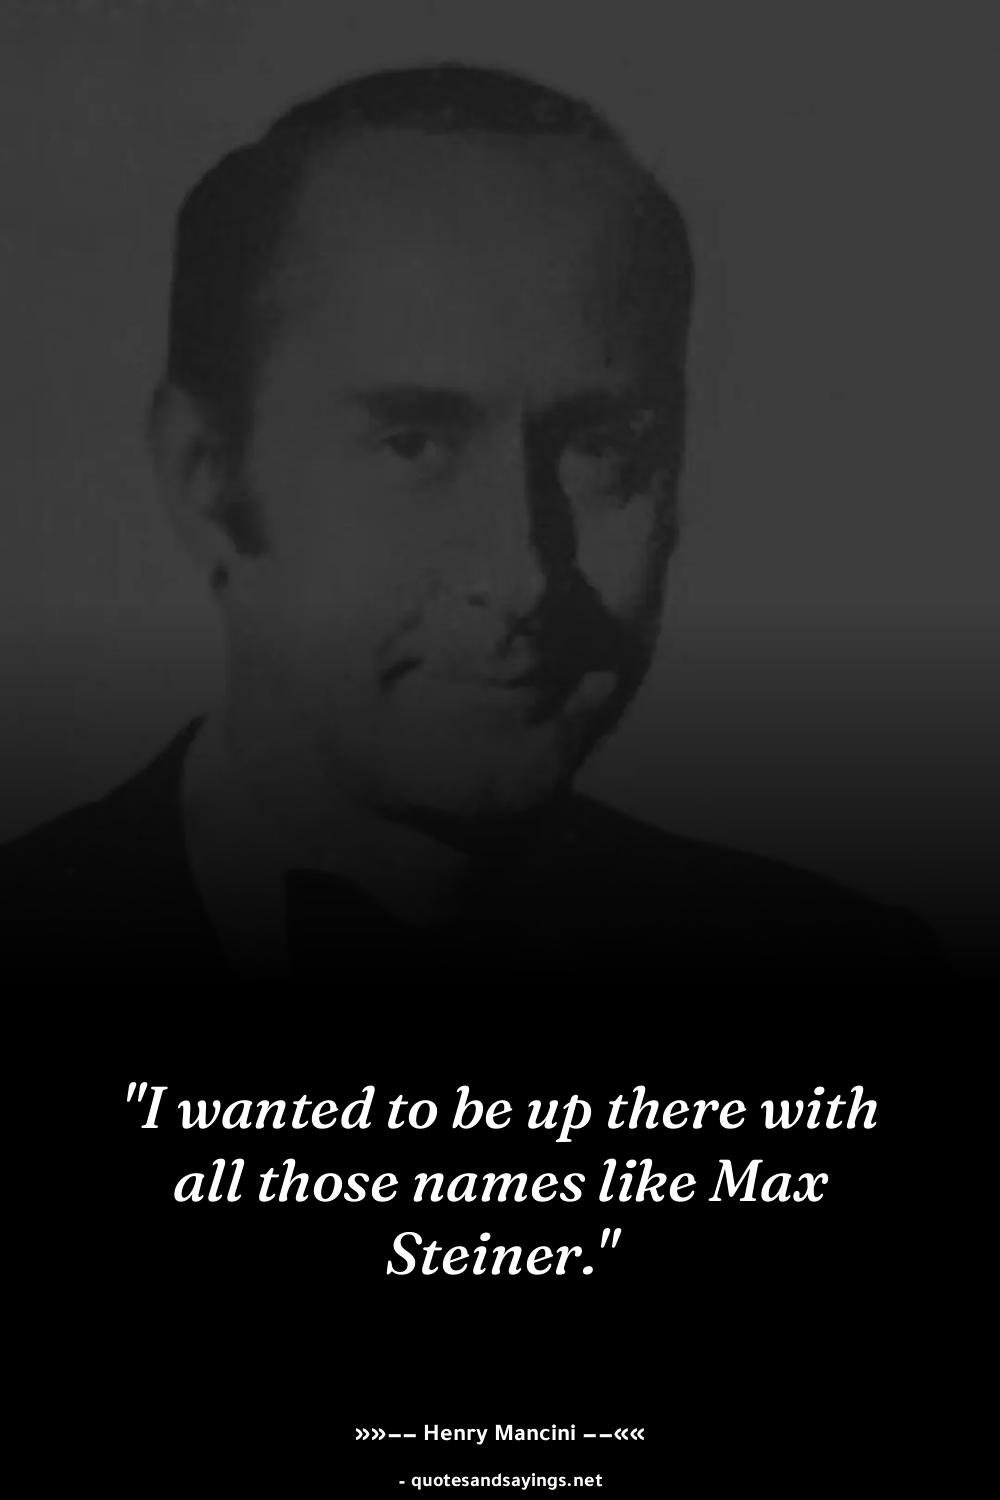 "I wanted to be up there with
all those names like Max
Steiner."
»»−− Henry Mancini −−««
- quotesandsayings.net